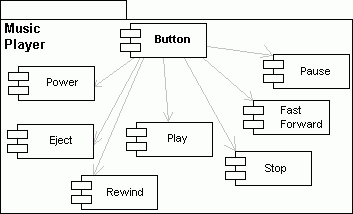 Music
Player
Button
Power
Pause
Fast
Forward
Eject
Play
Stop
Rewind